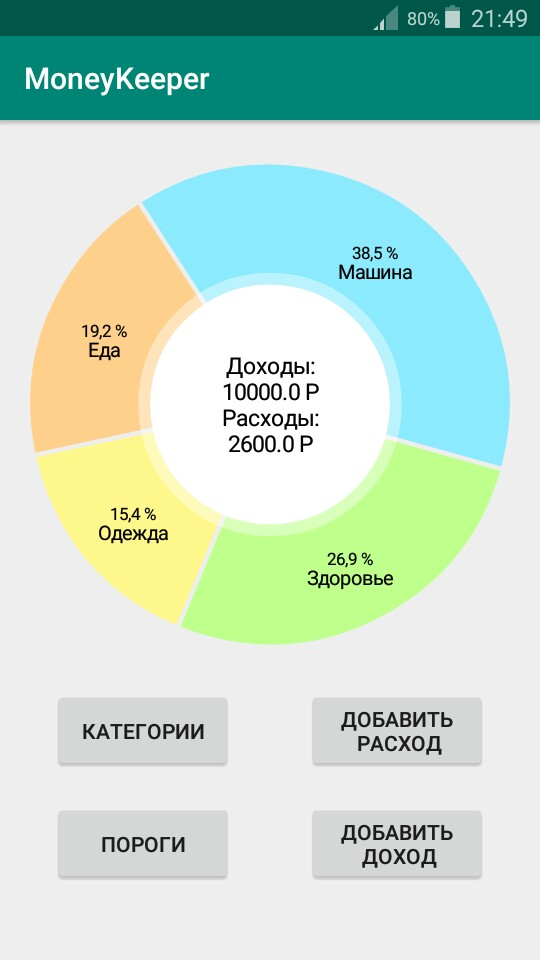 80% 21:49
MoneyKeeper
38,5 %
Машина
19,2 %
Еда
Доходы:
10000.0 Р
Расходы:
2600.0 Р
15,4 %
Одежда
26,9 %
Здоровье
КАТЕГОРИИ
ДОБАВИТЬ
РАСХОД
ПОРОГИ
ДОБАВИТЬ
ДОХОД